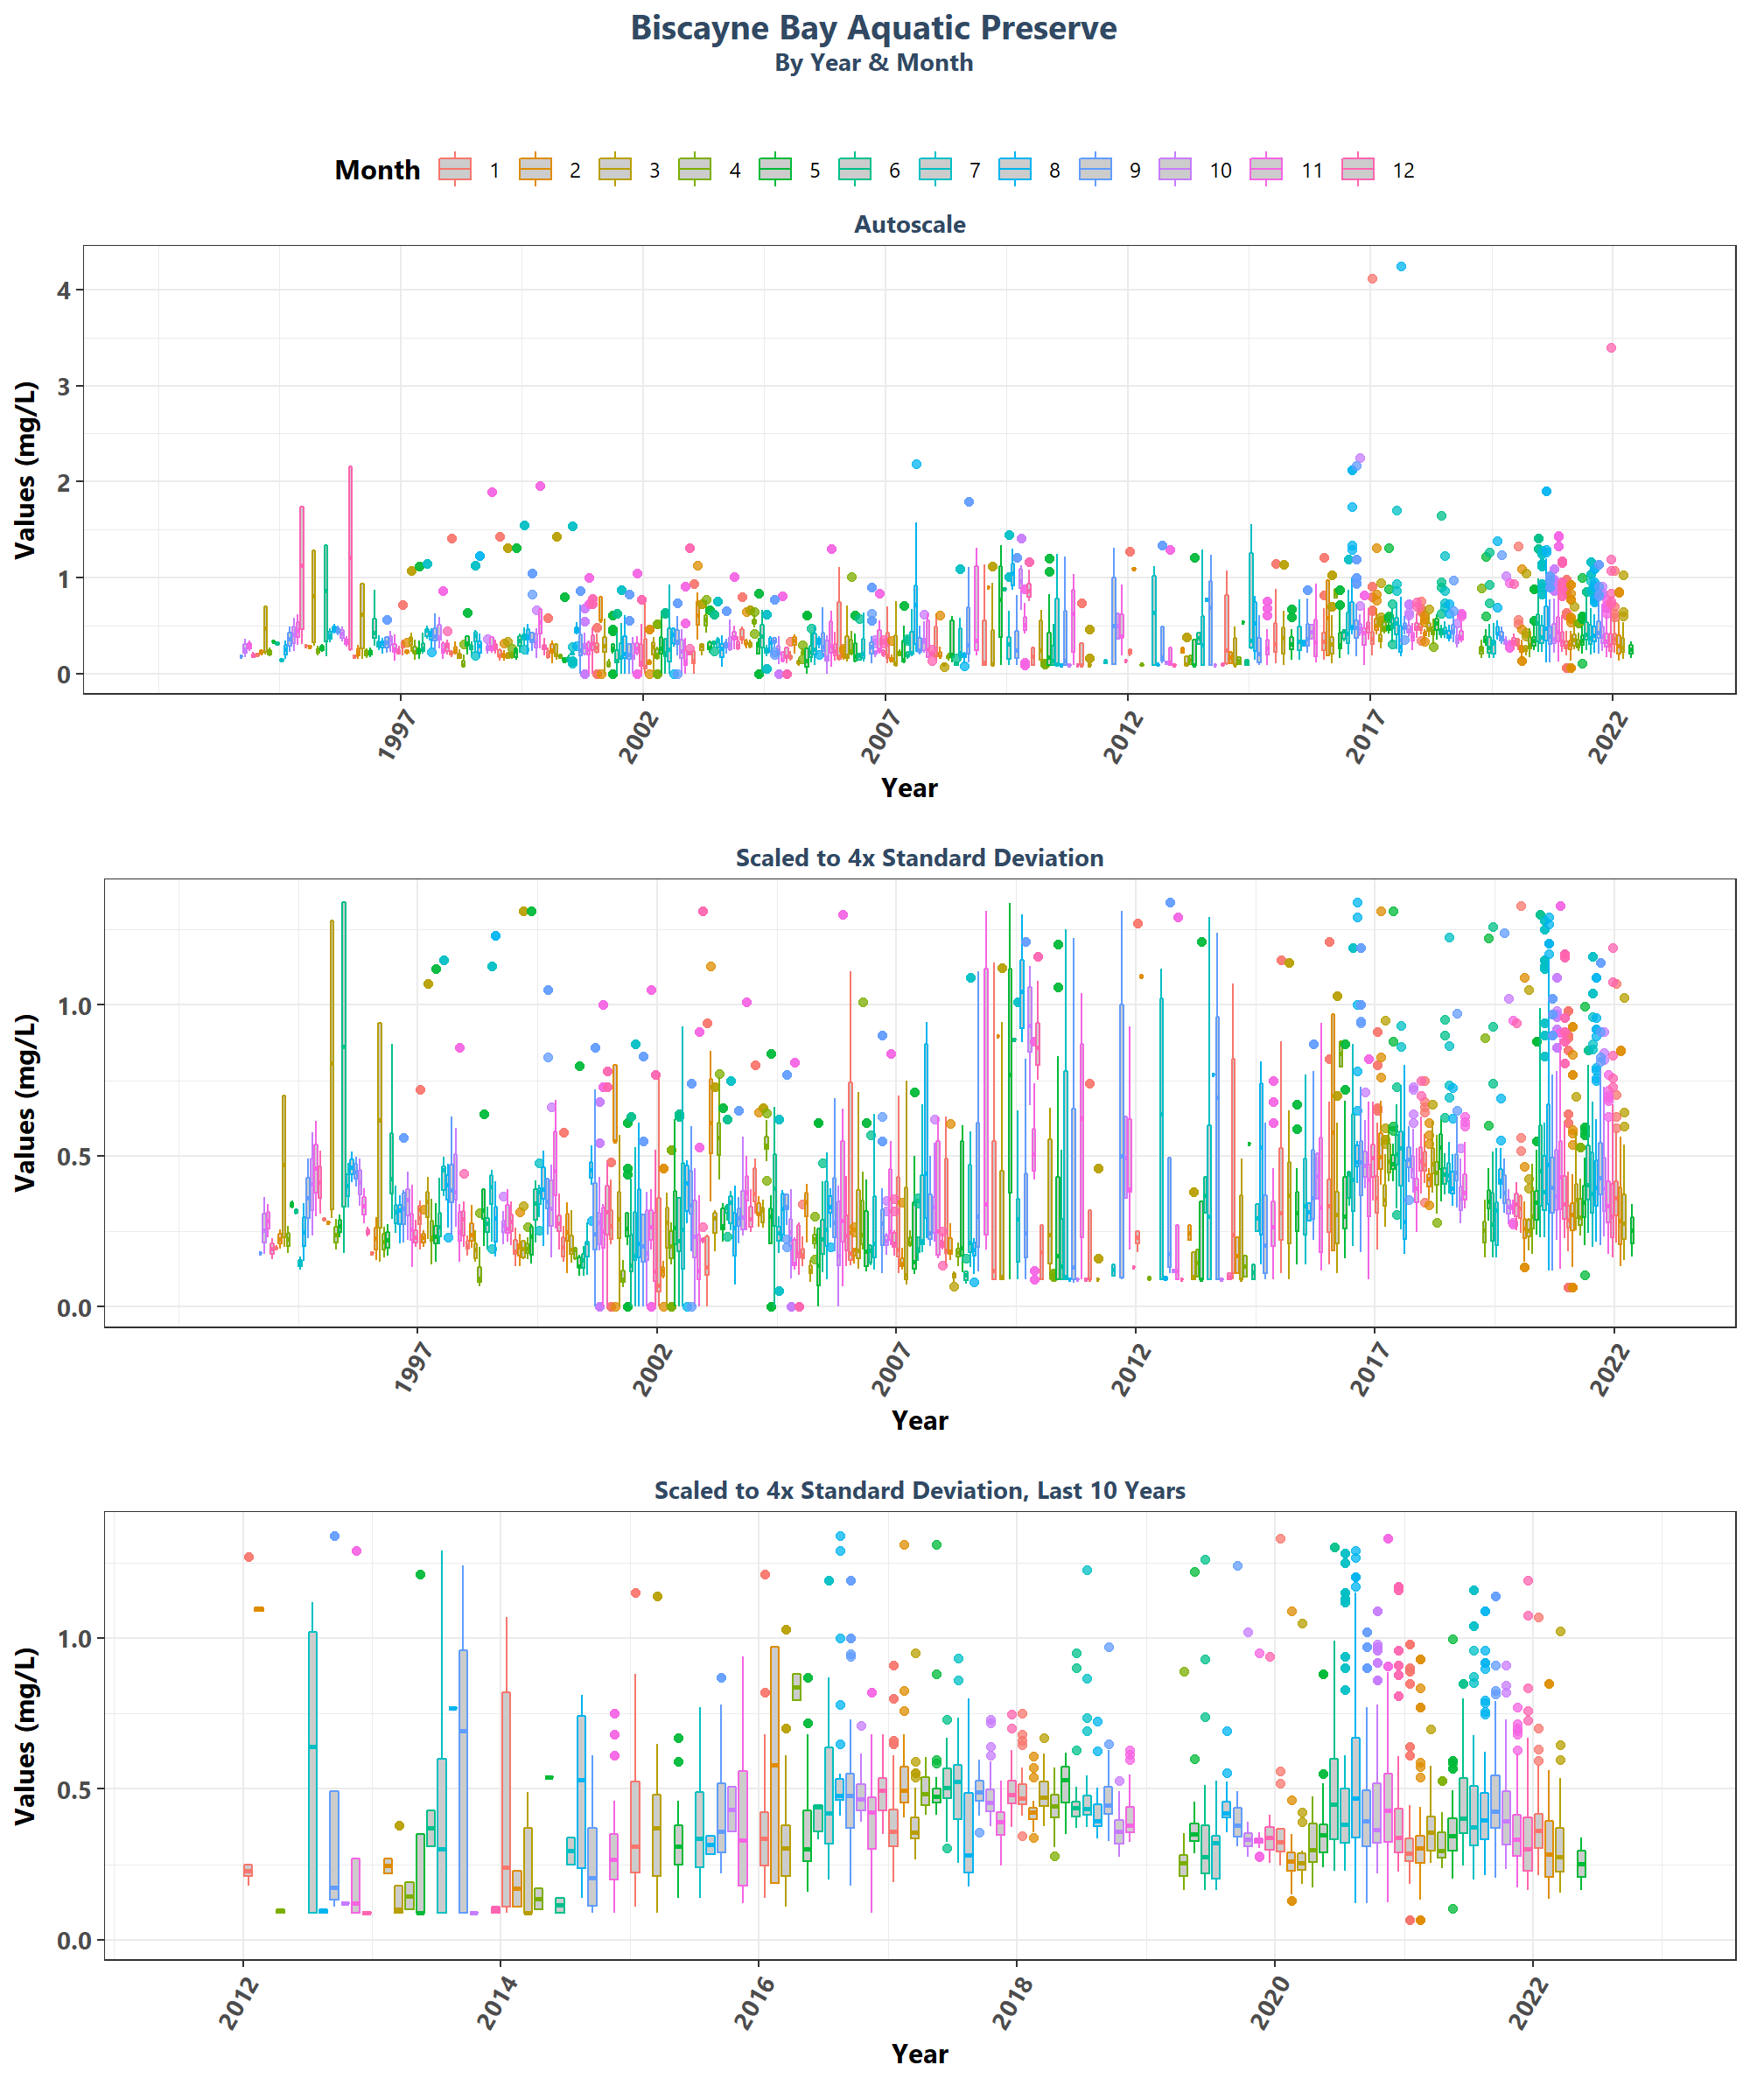 Biscayne Bay Aquatic Preserve
By Year & Month
Month 1 2 3 4 5 6 7 8 9 10 11 12
Autoscale
Values (mg/L)
4
3
2
1
0
1997 2002 2007 2012 2017 2022
Year
Scaled to 4x Standard Deviation
Values (mg/L)
1.0
0.5
0.0
1997 2002 2007 2012 2017 2022
Year
Scaled to 4x Standard Deviation, Last 10 Years
Values (mg/L)
1.0
0.5
0.0
2012 2014 2016 2018 2020 2022
Year